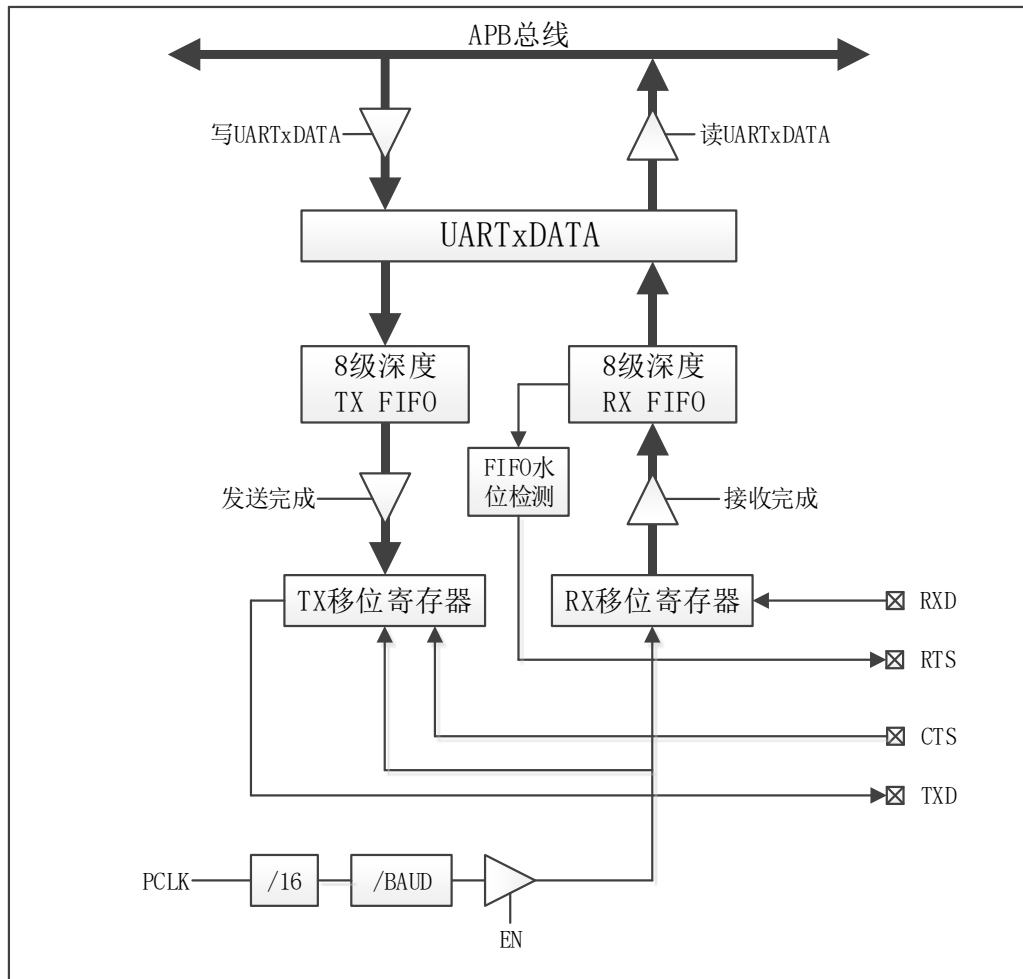 APB总线
写UARTxDATA
读UARTxDATA
UARTxDATA
8级深度
TX FIFO
8级深度
RX FIFO
FIFO水
位检测
发送完成
接收完成
TX移位寄存器
RX移位寄存器
RXD
RTS
CTS
TXD
PCLK
/16
/BAUD
EN